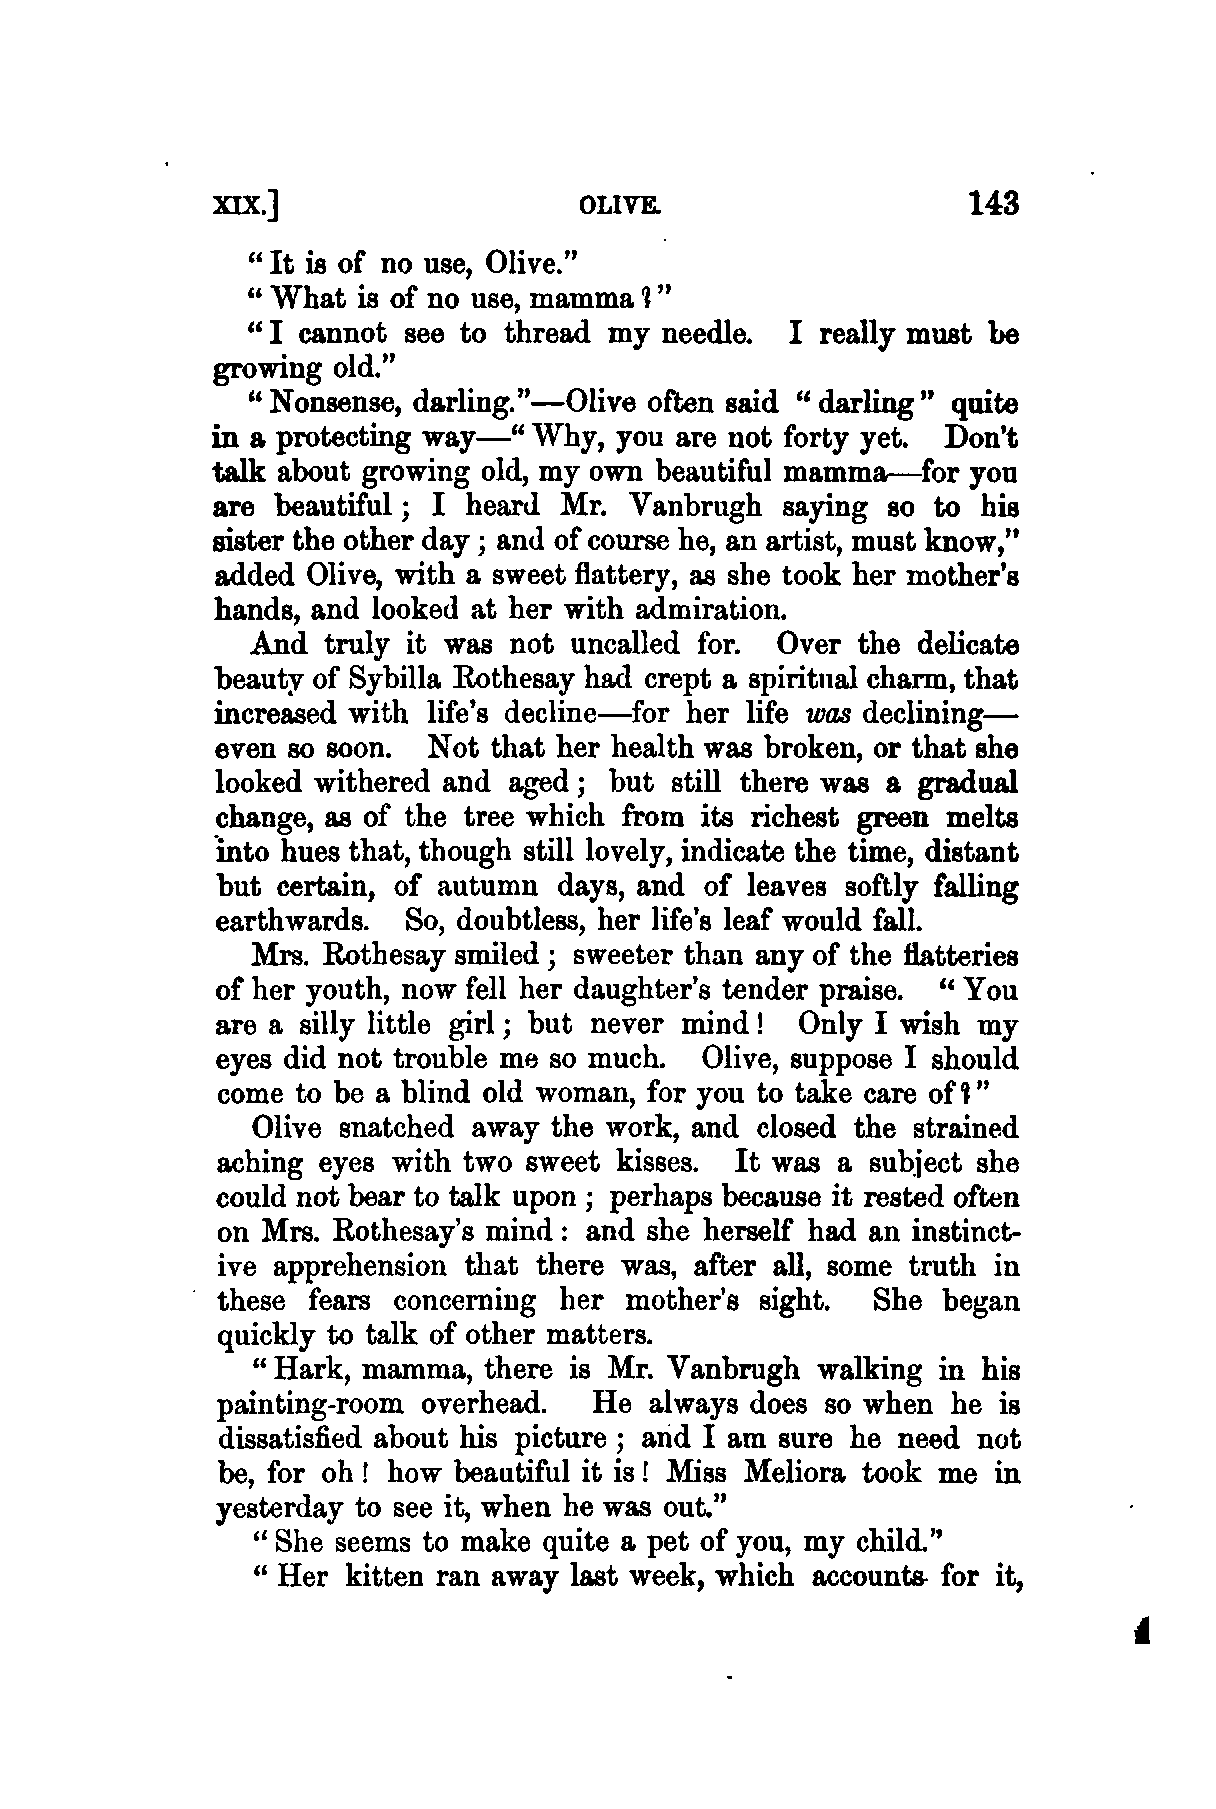 XIX.] OLIVE. 143
“It is of no use, Olive.”
“What is of no use, mamma?”
“I cannot see to thread my needle. I really must be
growing old.”
“Nonsense, darling.”—Olive often said “darling” quite
in a protecting way—“Why, you are not forty yet. Don't
talk about growing old, my own beautiful mamma—for you
are beautiful; I heard Mr. Vanbrugh saying so to his
sister the other day; and of course he, an artist, must know,”
added Olive, with a sweet flattery, as she took her mother's
hands, and looked at her with admiration.
And truly it was not uncalled for. Over the delicate
beauty of Sybilla Rothesay had crept a spiritual charm, that
increased with life's decline—for her life was declining—
even so soon. Not that her health was broken, or that she
looked withered and aged; but still there was a gradual
change, as of the tree which from its richest green melts
into hues that, though still lovely, indicate the time, distant
but certain, of autumn days, and of leaves softly falling
earthwards. So, doubtless, her life's leaf would fall.
Mrs. Rothesay smiled; sweeter than any of the flatteries
of her youth, now fell her daughter's tender praise. “You
are a silly little girl; but never mind! Only I wish my
eyes did not trouble me so much. Olive, suppose I should
come to be a blind old woman, for you to take care of?”
Olive snatched away the work, and closed the strained
aching eyes with two sweet kisses. It was a subject she
could not bear to talk upon; perhaps because it rested often
on Mrs. Rothesay's mind: and she herself had an instinct-
ive apprehension that there was, after all, some truth in
these fears concerning her mother's sight. She began
quickly to talk of other matters.
“Hark, mamma, there is Mr. Vanbrugh walking in his
painting-room overhead. He always does so when he is
dissatisfied about his picture; and I am sure he need not
be, for oh! how beautiful it is! Miss Meliora took me in
yesterday to see it, when he was out.”
“She seems to make quite a pet of you, my child.”
“Her kitten ran away last week, which accounts for it,